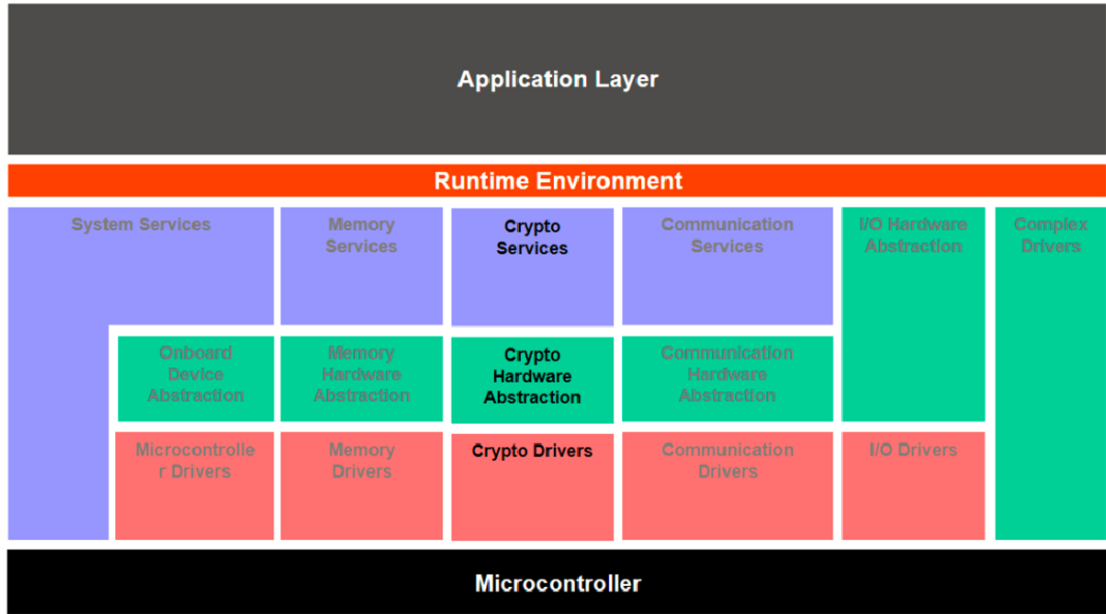 Application Layer
Runtime Environment
System Services
Memory
Services
Crypto
Services
Communication
Services
I/O Hardware
Abstraction
Complex
Drivers
Onboard
Device
Abstraction
Memory
Hardware
Abstraction
Crypto
Hardware
Abstraction
Communication
Hardware
Abstraction
Microcontrolle
r Drivers
Memory
Drivers
Crypto Drivers
Communication
Drivers
I/O Drivers
Microcontroller